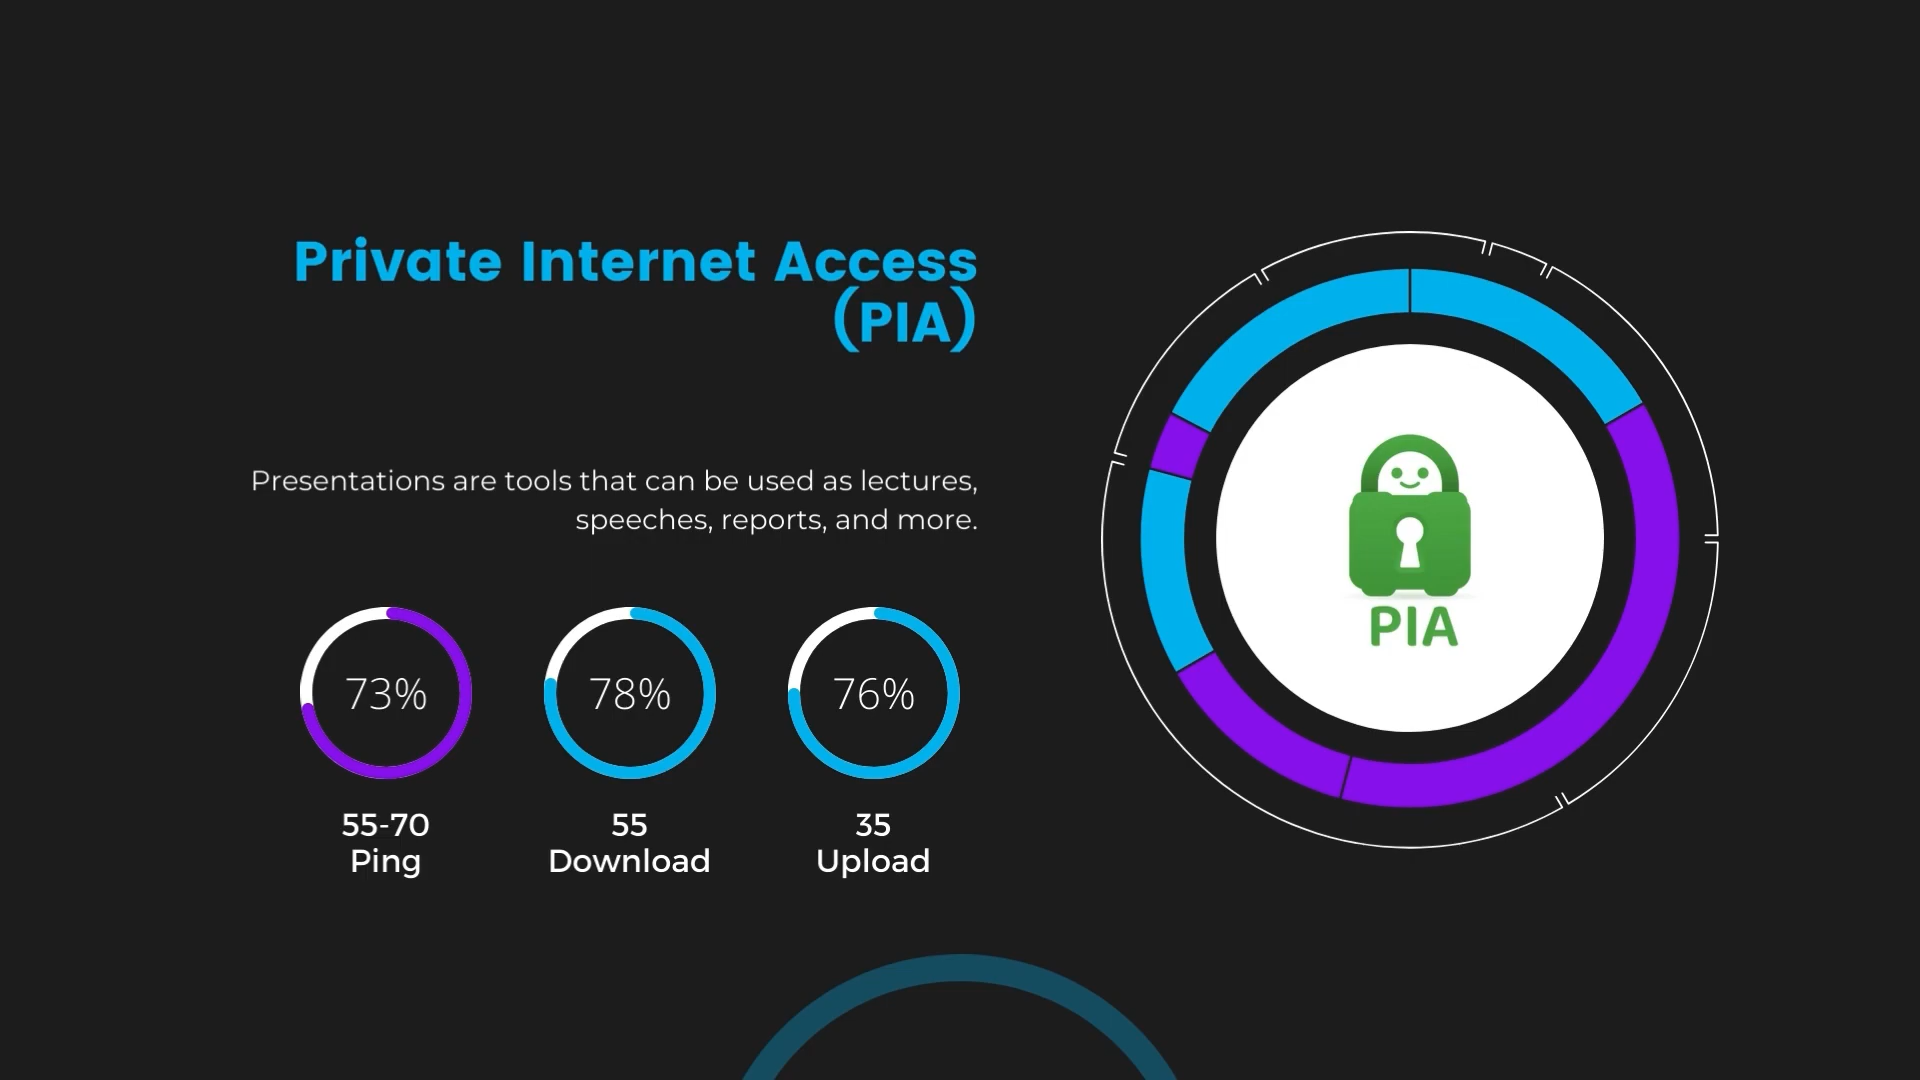 Private Internet Access
(PIA)
Presentations are tools that can be used as lectures,
speeches, reports, and more.
73%
78%
76%
55-70
Ping
55
Download
35
Upload
PIA